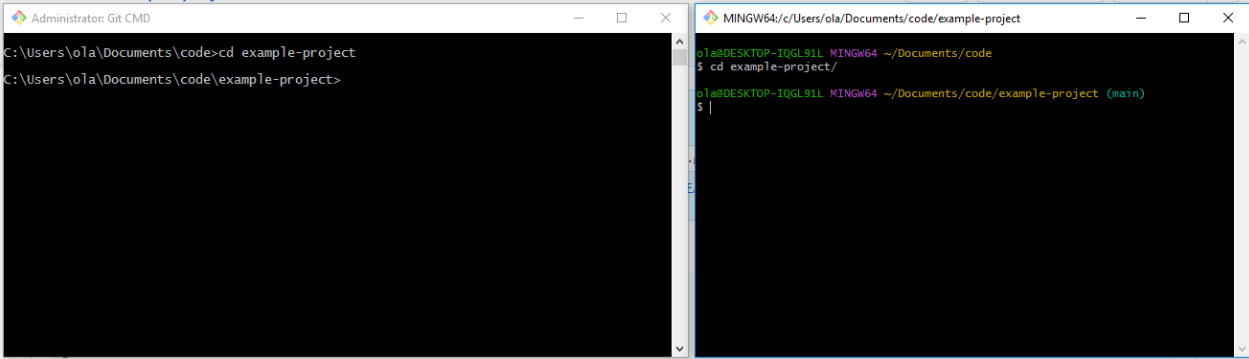 Administrator: Git CMD
C:\Users\ola\Documents\code>cd example-project
C:\Users\ola\Documents\code\example-project>
MINGW64:/c/Users/ola/Documents/code/example-project
ola@DESKTOP-IQGL91L MINGW64 ~/Documents/code
$ cd example-project/
ola@DESKTOP-IQGL91L MINGW64 ~/Documents/code/example-project (main)
$